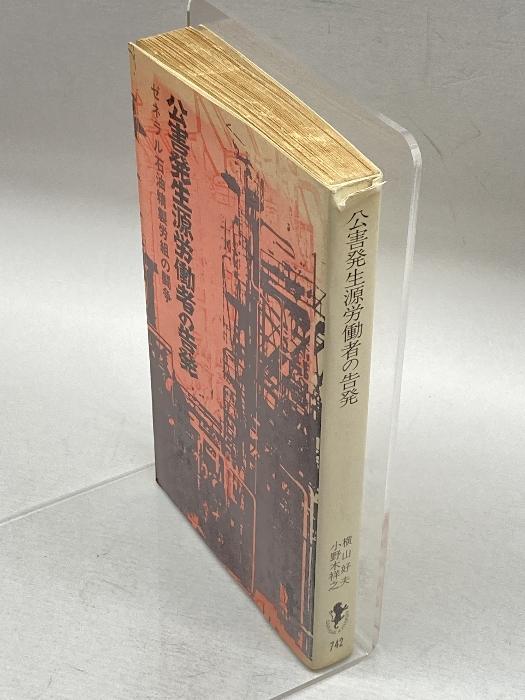 公害発生源労働者の告発
ゼネラル石油精製労組の闘争
公害発生源労働者の告発
横山好夫
小野木祥之
742